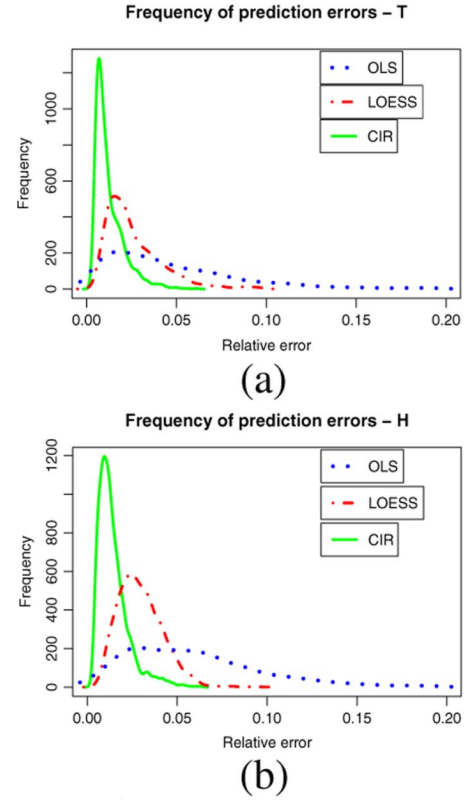 Frequency of prediction errors − T
OLS
LOESS
CIR
Frequency
0
200
600
1000
0.00 0.05 0.10 0.15 0.20
Relative error
(a)
Frequency of prediction errors − H
OLS
LOESS
CIR
Frequency
0
200
400
600
800
1200
0.00 0.05 0.10 0.15 0.20
Relative error
(b)